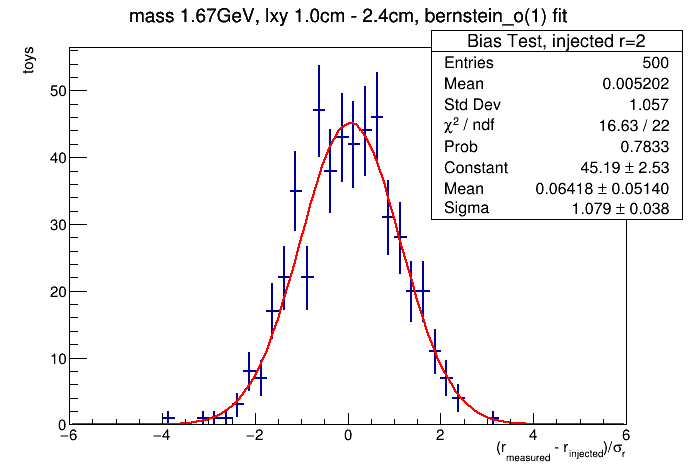 mass 1.67GeV, lxy 1.0cm - 2.4cm, bernstein_o(1) fit
toys
Bias Test, injected r=2
Entries 500
Mean 0.005202
Std Dev 1.057
χ² / ndf 16.63 / 22
Prob 0.7833
Constant 45.19 ± 2.53
Mean 0.06418 ± 0.05140
Sigma 1.079 ± 0.038
50
40
30
20
10
0
−6 −4 −2 0 2 4 6
(r_measured - r_injected)/σ_r